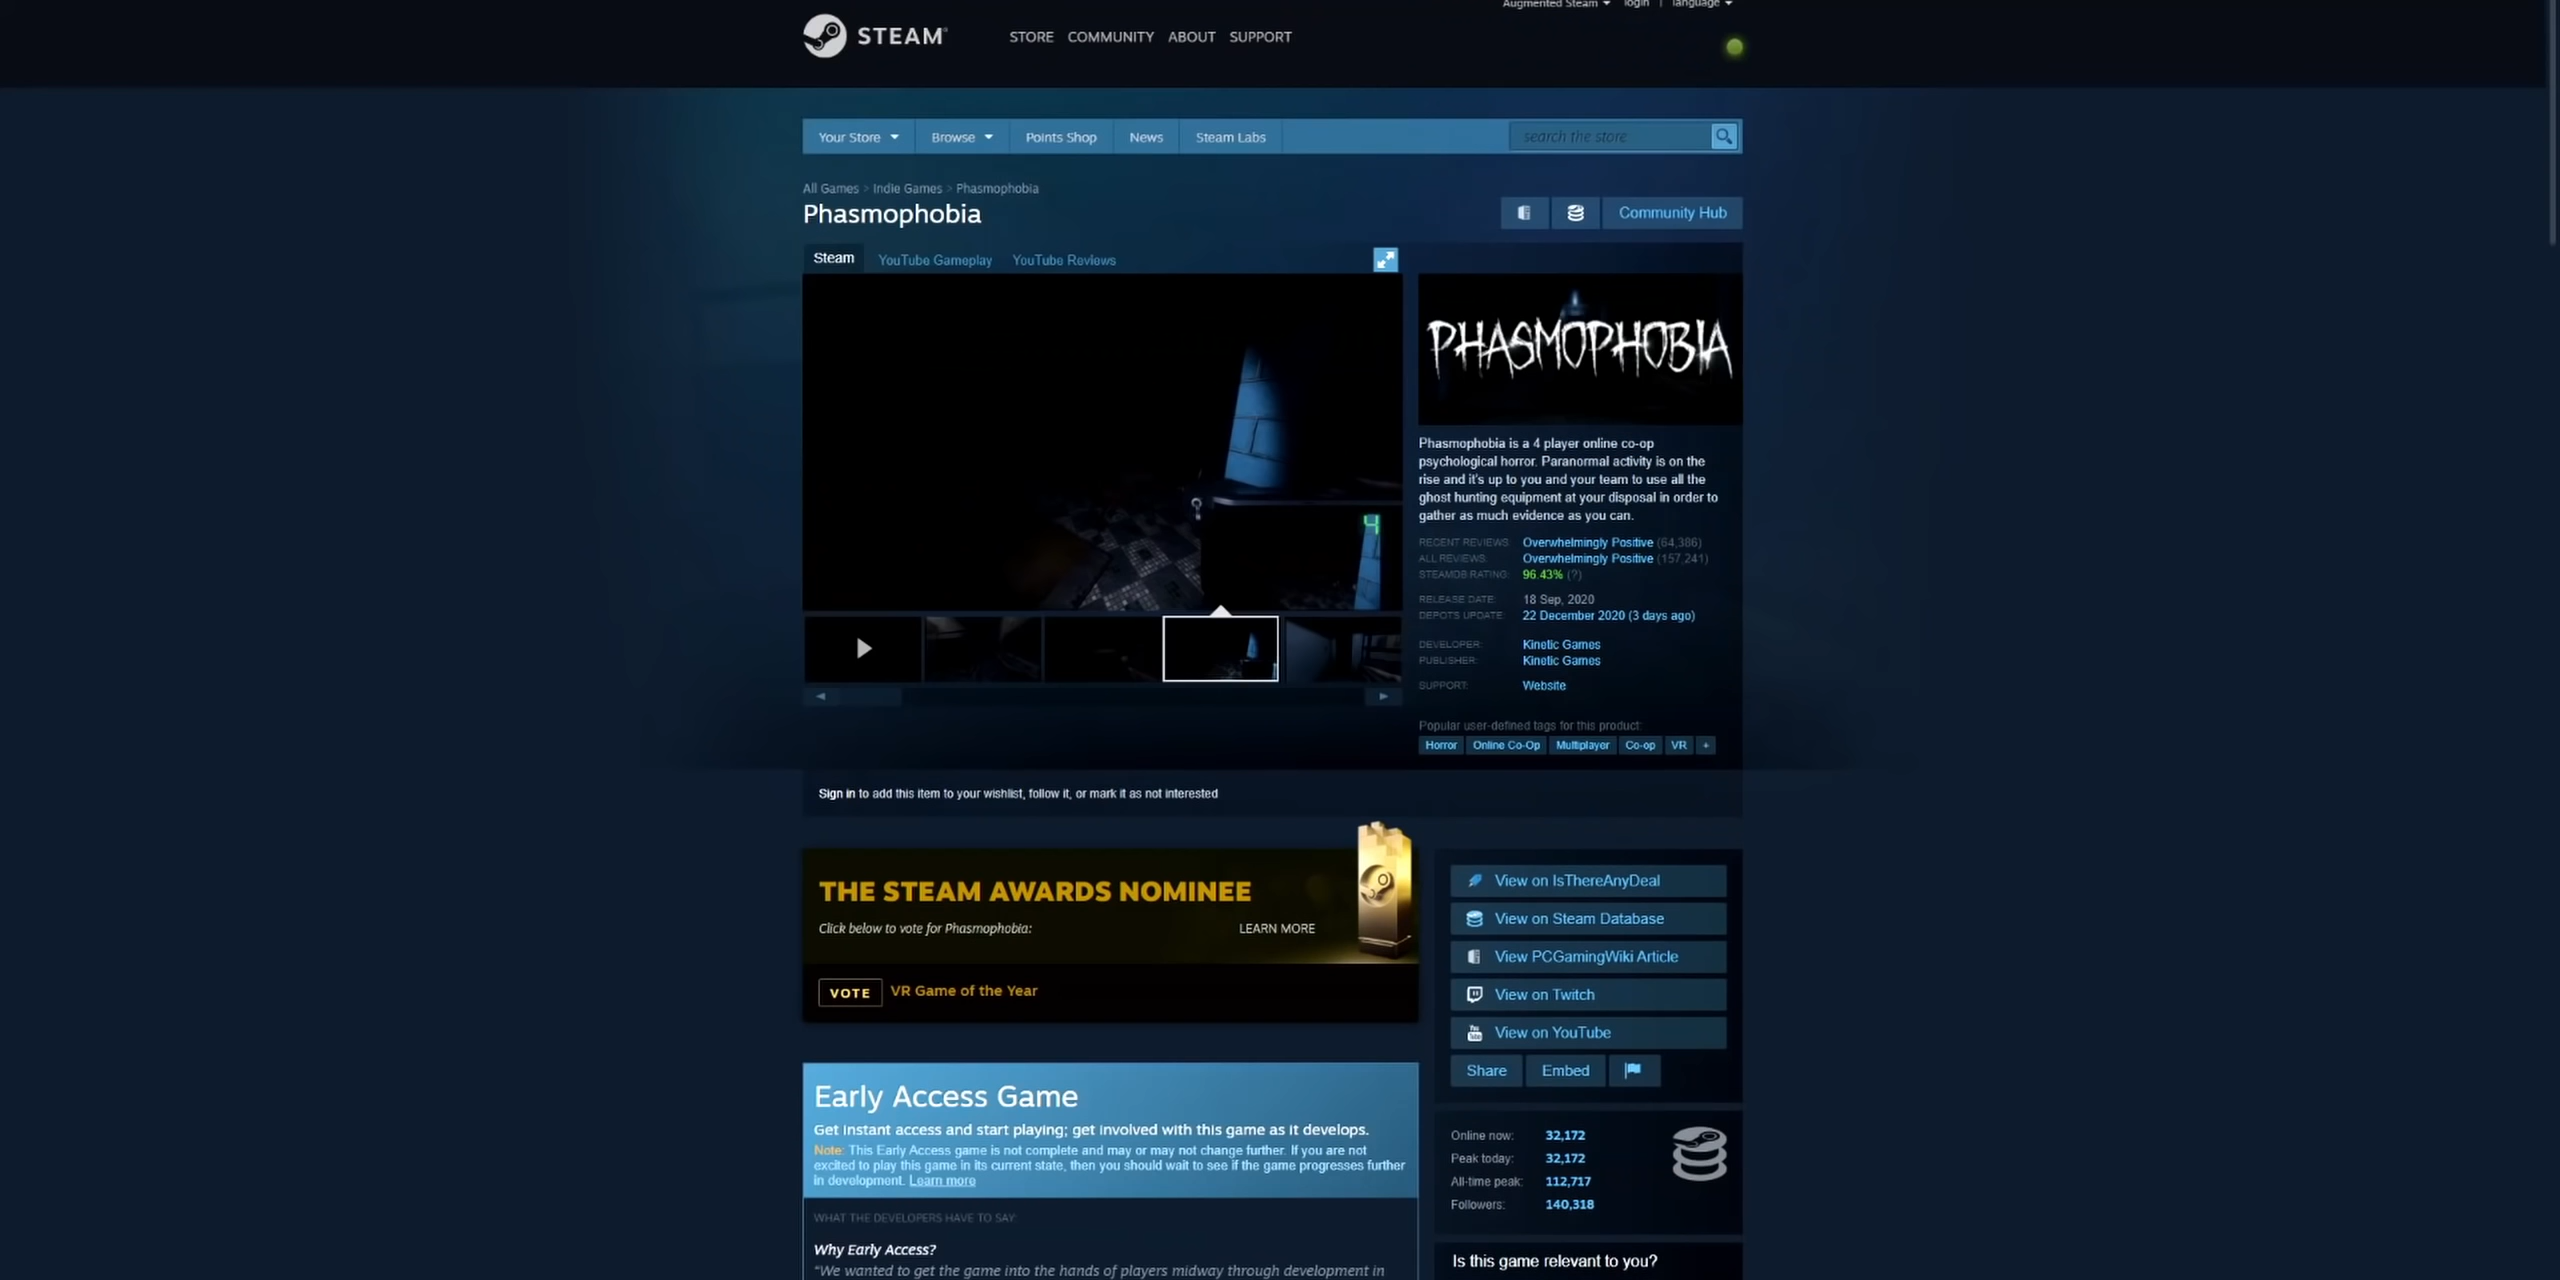 Augmented Steam login | language
STEAM
STORE COMMUNITY ABOUT SUPPORT
Your Store Browse Points Shop News Steam Labs search the store
All Games > Indie Games > Phasmophobia
Phasmophobia
Community Hub
Steam YouTube Gameplay YouTube Reviews
4
PHASMOPHOBIA
Phasmophobia is a 4 player online co-op
psychological horror. Paranormal activity is on the
rise and it's up to you and your team to use all the
ghost hunting equipment at your disposal in order to
gather as much evidence as you can.
RECENT REVIEWS: Overwhelmingly Positive (64,386)
ALL REVIEWS: Overwhelmingly Positive (157,241)
STEAMDB RATING: 96.43% (?)
RELEASE DATE: 18 Sep, 2020
DEPOTS UPDATE: 22 December 2020 (3 days ago)
DEVELOPER: Kinetic Games
PUBLISHER: Kinetic Games
SUPPORT: Website
Popular user-defined tags for this product:
Horror Online Co-Op Multiplayer Co-op VR +
Sign in to add this item to your wishlist, follow it, or mark it as not interested
THE STEAM AWARDS NOMINEE
Click below to vote for Phasmophobia:
LEARN MORE
VOTE VR Game of the Year
View on IsThereAnyDeal
View on Steam Database
View PCGamingWiki Article
View on Twitch
View on YouTube
Share Embed
Early Access Game
Get instant access and start playing; get involved with this game as it develops.
Note: This Early Access game is not complete and may or may not change further. If you are not
excited to play this game in its current state, then you should wait to see if the game progresses further
in development. Learn more
WHAT THE DEVELOPERS HAVE TO SAY:
Why Early Access?
“We wanted to get the game into the hands of players midway through development in
Online now: 32,172
Peak today: 32,172
All-time peak: 112,717
Followers: 140,318
Is this game relevant to you?